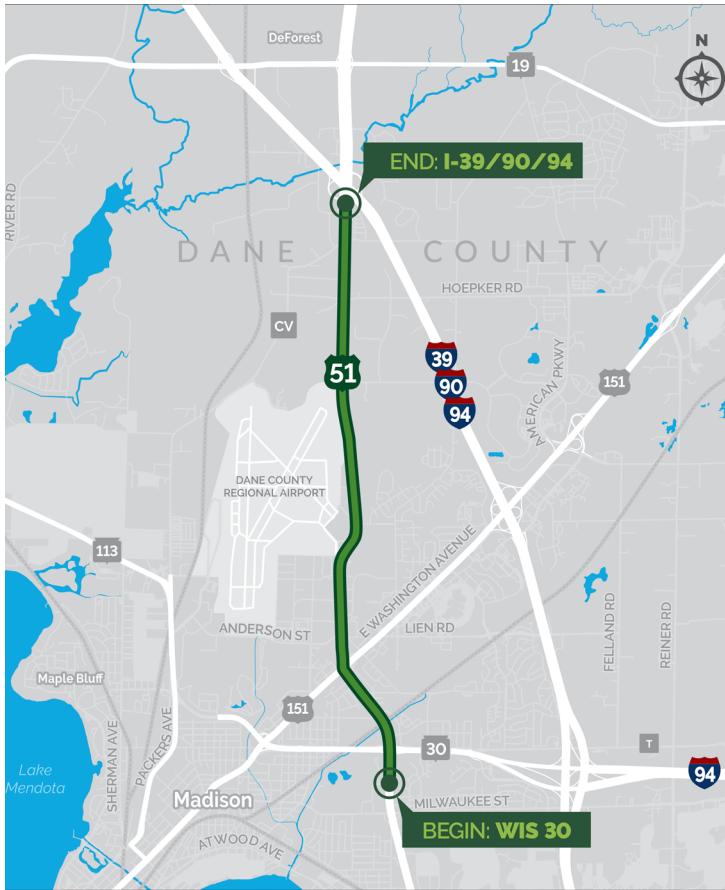 DeForest
N
19
END: I-39/90/94
RIVER RD
DANE COUNTY
HOEPKER RD
CV
39
51
90
151
94
AMERICAN PKWY
DANE COUNTY
REGIONAL AIRPORT
113
E WASHINGTON AVENUE
ANDERSON ST
LIEN RD
FELLAND RD
REINER RD
Maple Bluff
151
30
T
SHERMAN AVE
PACKERS AVE
Lake
Mendota
94
Madison
MILWAUKEE ST
BEGIN: WIS 30
ATWOOD AVE